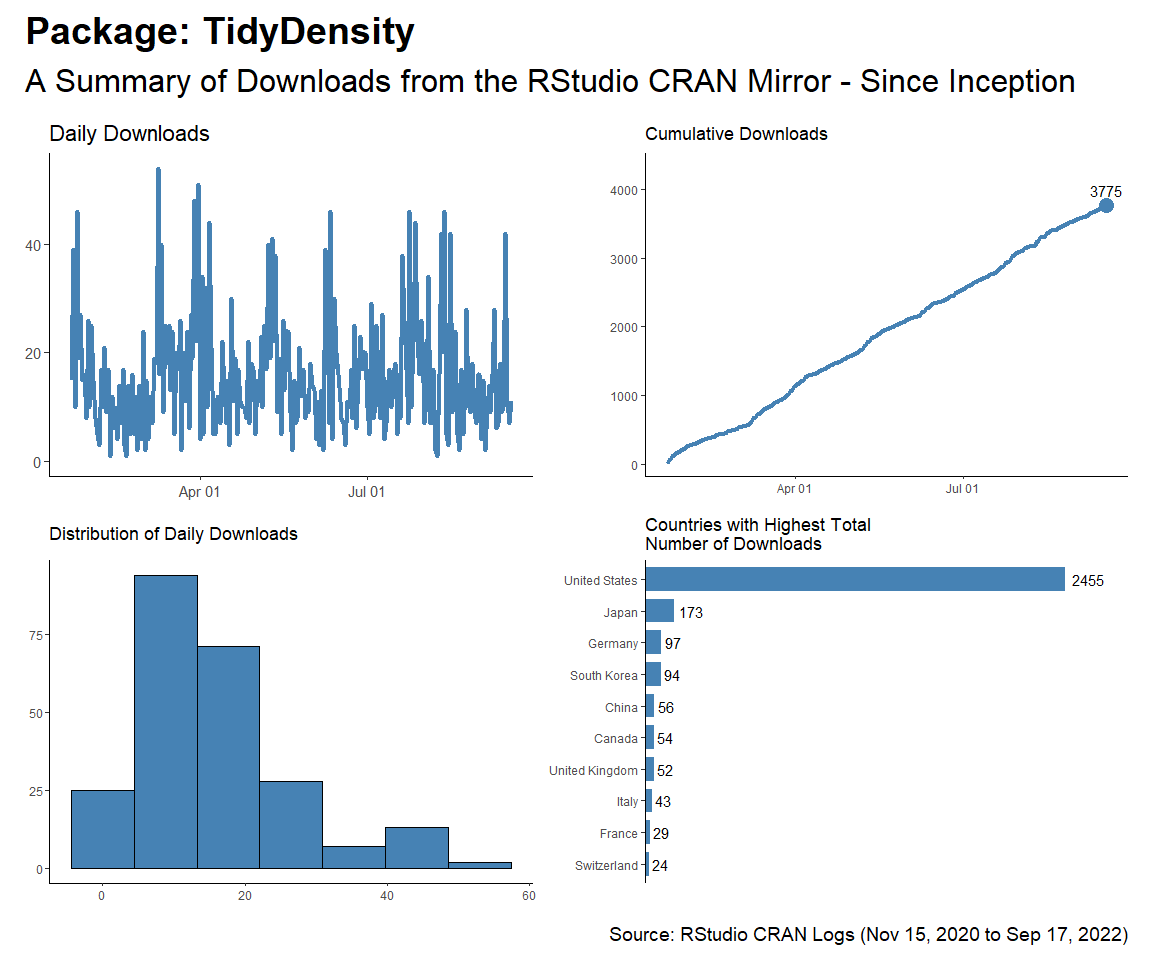 Package: TidyDensity
A Summary of Downloads from the RStudio CRAN Mirror - Since Inception
Daily Downloads
40
20
0
Apr 01 Jul 01
Cumulative Downloads
4000
3000
2000
1000
0
3775
Apr 01 Jul 01
Distribution of Daily Downloads
75
50
25
0
0 20 40 60
Countries with Highest Total
Number of Downloads
United States 2455
Japan 173
Germany 97
South Korea 94
China 56
Canada 54
United Kingdom 52
Italy 43
France 29
Switzerland 24
Source: RStudio CRAN Logs (Nov 15, 2020 to Sep 17, 2022)